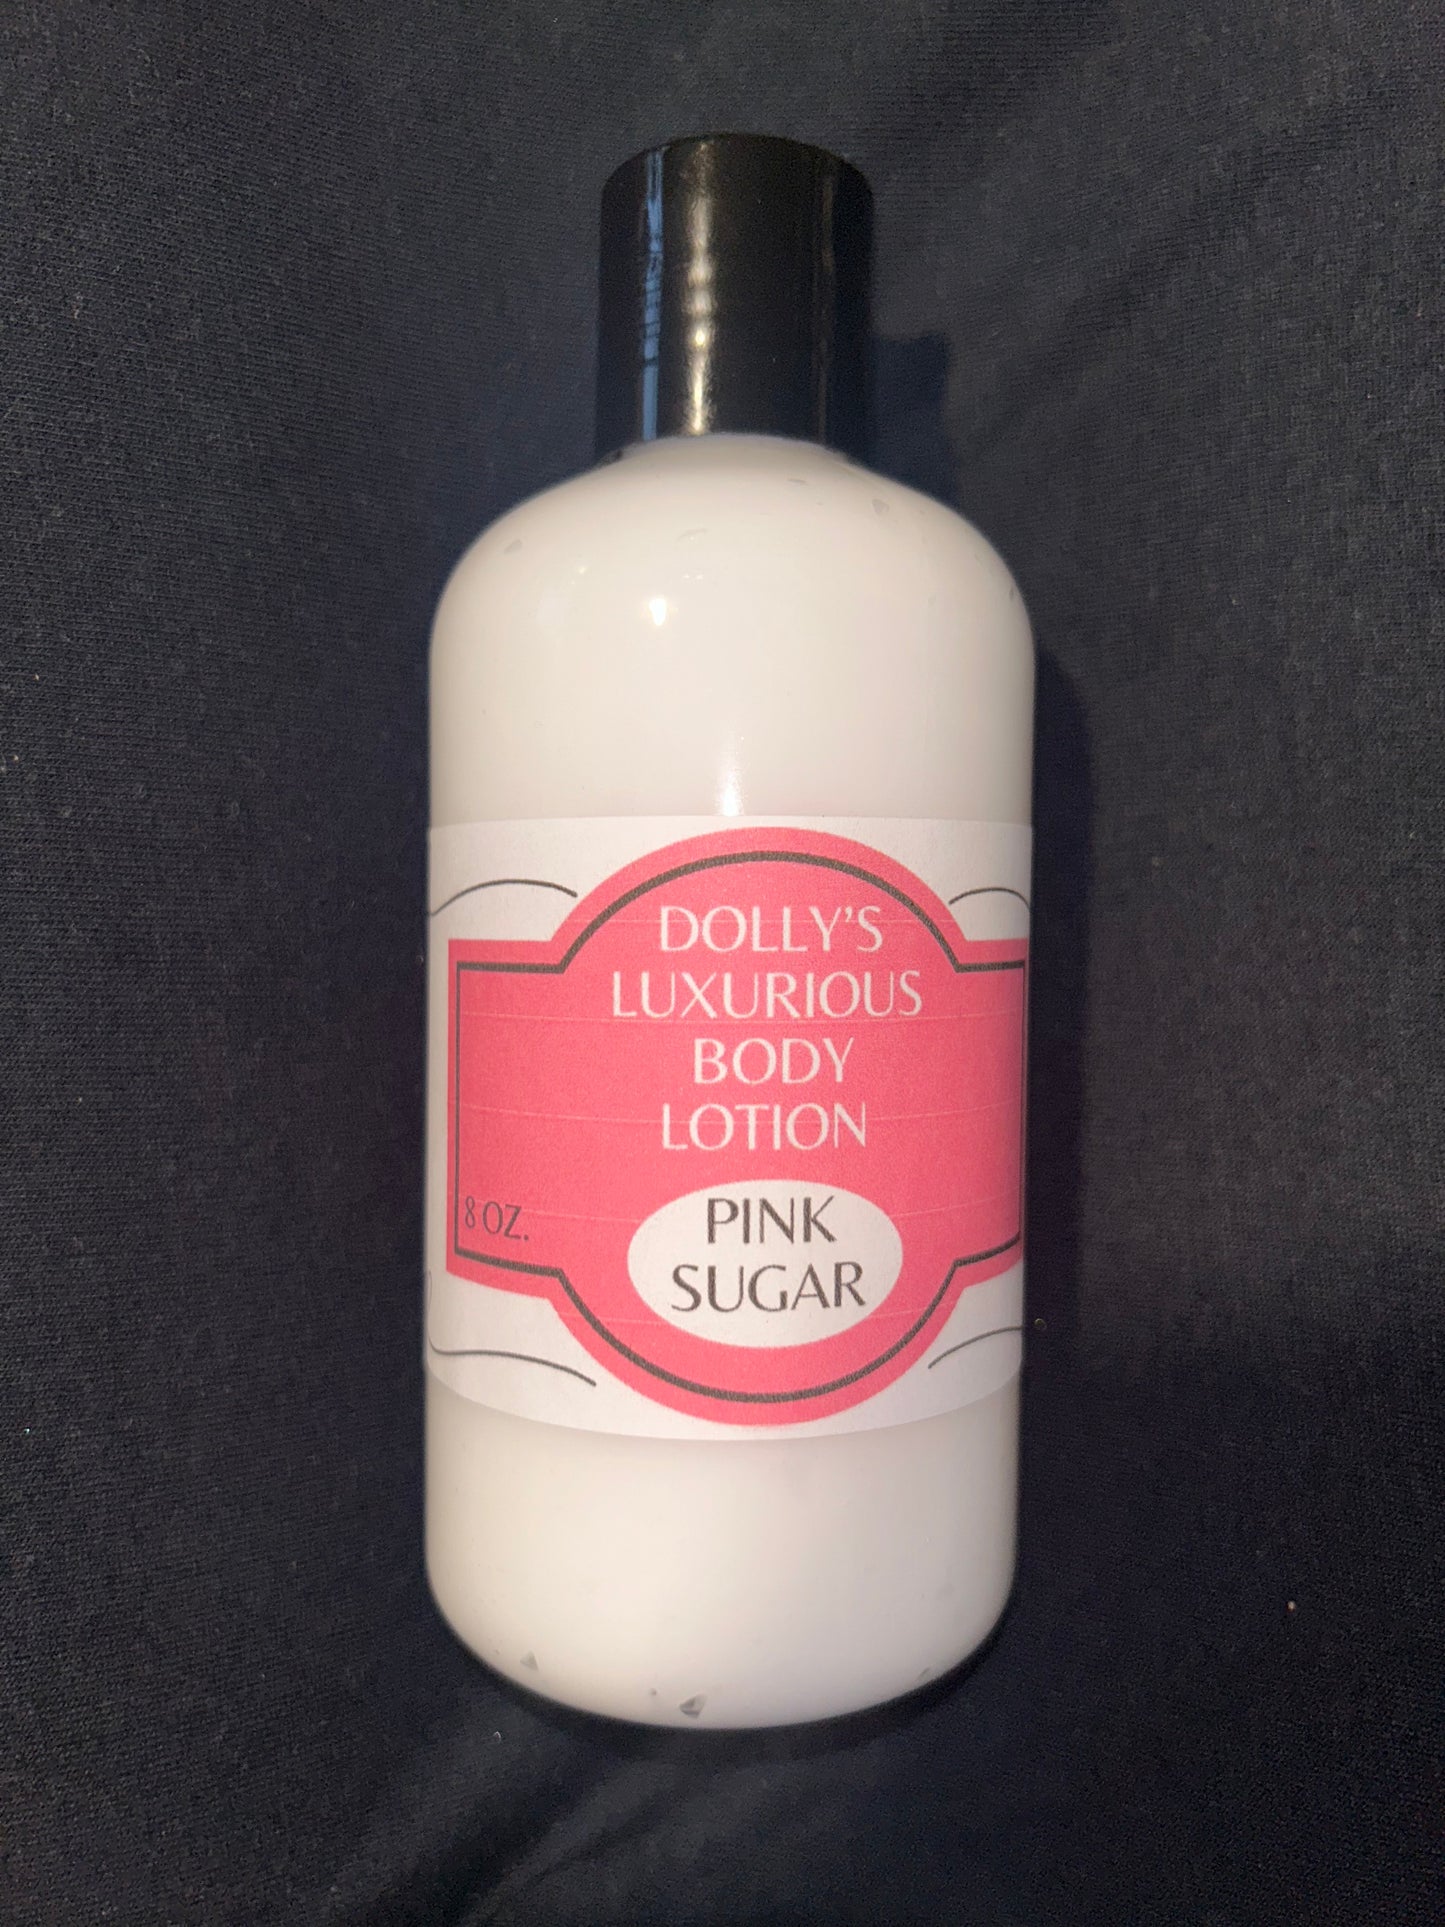 DOLLY'S
LUXURIOUS
BODY
LOTION
8 OZ.
PINK
SUGAR